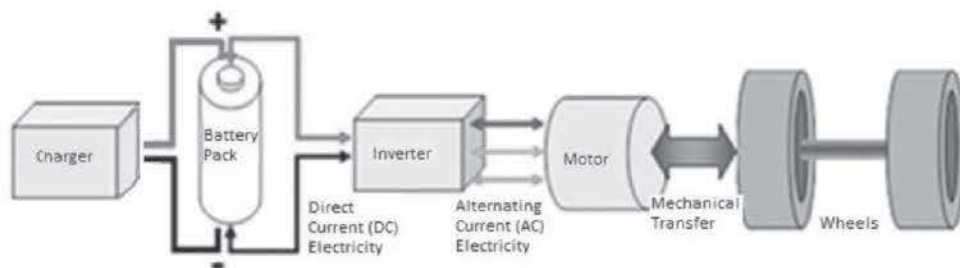 +
Charger
Battery
Pack
-
Direct
Current (DC)
Electricity
Inverter
Alternating
Current (AC)
Electricity
Motor
Mechanical
Transfer
Wheels